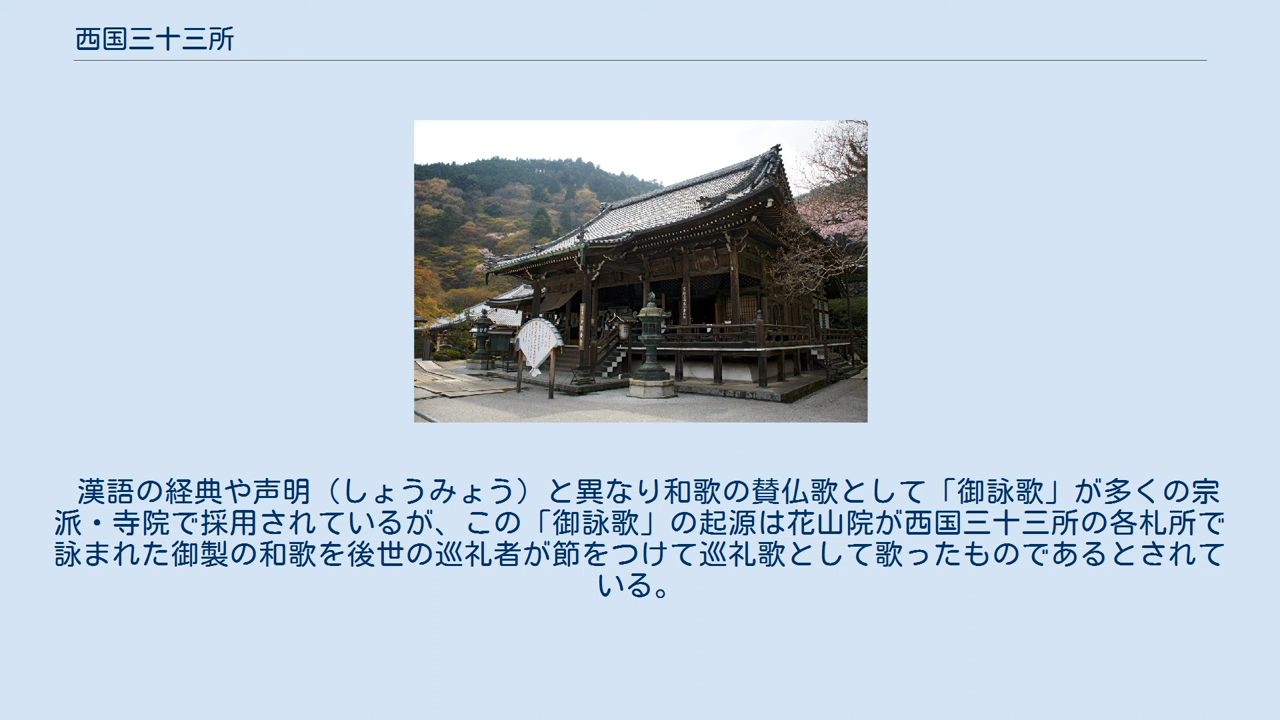 西国三十三所
漢語の経典や声明（しょうみょう）と異なり和歌の賛仏歌として「御詠歌」が多くの宗
派・寺院で採用されているが、この「御詠歌」の起源は花山院が西国三十三所の各札所で
詠まれた御製の和歌を後世の巡礼者が節をつけて巡礼歌として歌ったものであるとされて
いる。